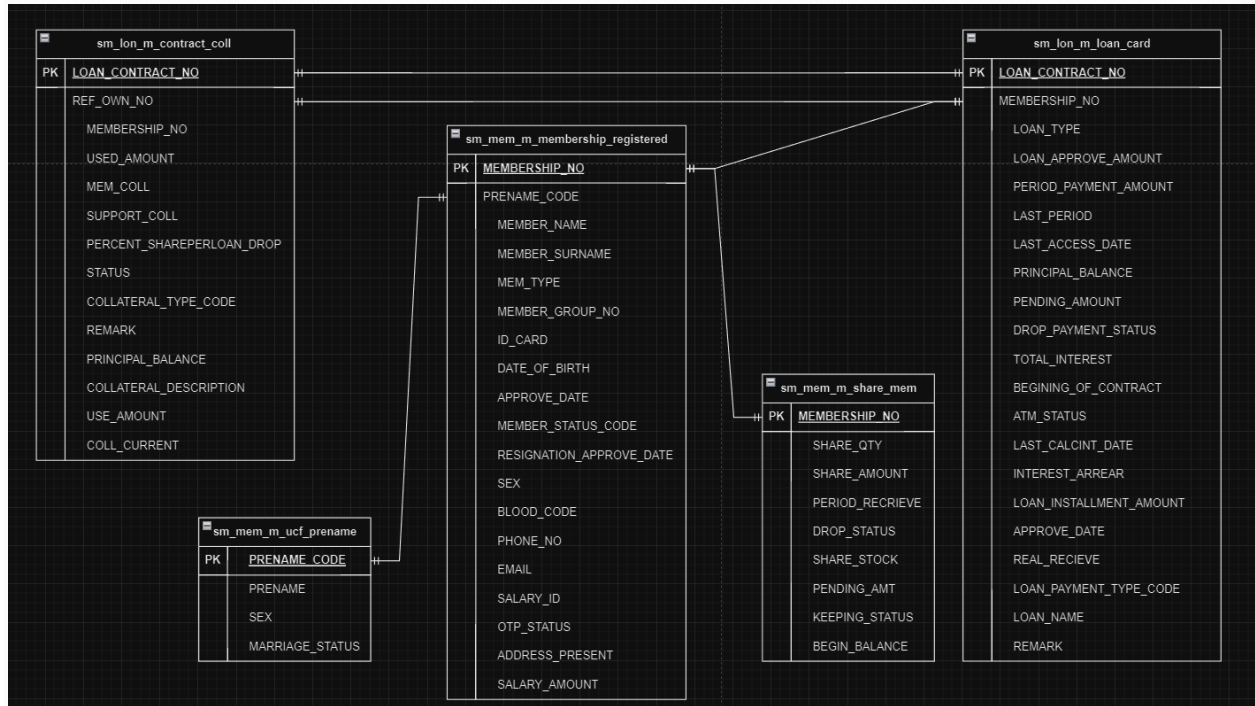 sm_lon_m_contract_coll
PK LOAN_CONTRACT_NO
REF_OWN_NO
MEMBERSHIP_NO
USED_AMOUNT
MEM_COLL
SUPPORT_COLL
PERCENT_SHAREPERLOAN_DROP
STATUS
COLLATERAL_TYPE_CODE
REMARK
PRINCIPAL_BALANCE
COLLATERAL_DESCRIPTION
USE_AMOUNT
COLL_CURRENT
sm_mem_m_ucf_prename
PK PRENAME_CODE
PRENAME
SEX
MARRIAGE_STATUS
sm_mem_m_membership_registered
PK MEMBERSHIP_NO
PRENAME_CODE
MEMBER_NAME
MEMBER_SURNAME
MEM_TYPE
MEMBER_GROUP_NO
ID_CARD
DATE_OF_BIRTH
APPROVE_DATE
MEMBER_STATUS_CODE
RESIGNATION_APPROVE_DATE
SEX
BLOOD_CODE
PHONE_NO
EMAIL
SALARY_ID
OTP_STATUS
ADDRESS_PRESENT
SALARY_AMOUNT
sm_mem_m_share_mem
PK MEMBERSHIP_NO
SHARE_QTY
SHARE_AMOUNT
PERIOD_RECRIEVE
DROP_STATUS
SHARE_STOCK
PENDING_AMT
KEEPING_STATUS
BEGIN_BALANCE
sm_lon_m_loan_card
PK LOAN_CONTRACT_NO
MEMBERSHIP_NO
LOAN_TYPE
LOAN_APPROVE_AMOUNT
PERIOD_PAYMENT_AMOUNT
LAST_PERIOD
LAST_ACCESS_DATE
PRINCIPAL_BALANCE
PENDING_AMOUNT
DROP_PAYMENT_STATUS
TOTAL_INTEREST
BEGINING_OF_CONTRACT
ATM_STATUS
LAST_CALCINT_DATE
INTEREST_ARREAR
LOAN_INSTALLMENT_AMOUNT
APPROVE_DATE
REAL_RECIEVE
LOAN_PAYMENT_TYPE_CODE
LOAN_NAME
REMARK